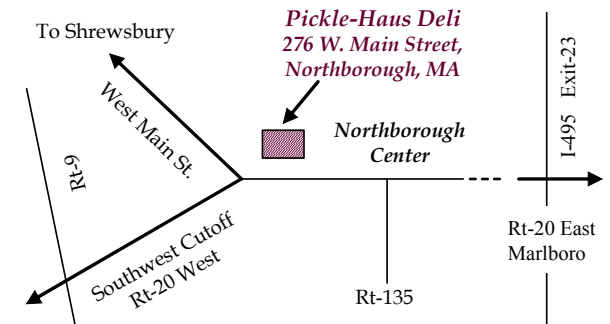 To Shrewsbury
Pickle-Haus Deli
276 W. Main Street,
Northborough, MA
West Main St.
Rt-9
Northborough
Center
I-495 Exit-23
Southwest Cutoff
Rt-20 West
Rt-135
Rt-20 East
Marlboro